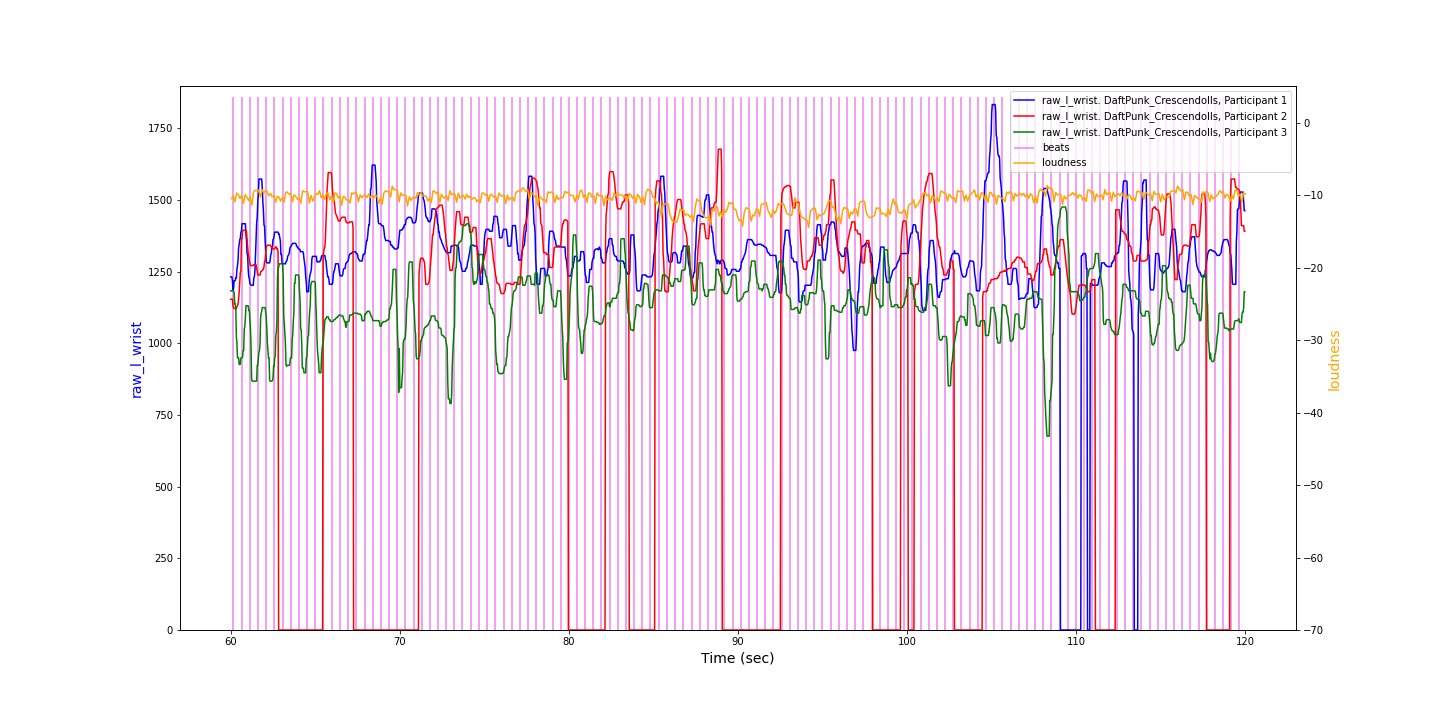 raw_l_wrist. DaftPunk_Crescendolls, Participant 1
raw_l_wrist. DaftPunk_Crescendolls, Participant 2
raw_l_wrist. DaftPunk_Crescendolls, Participant 3
beats
loudness
1750
1500
1250
1000
750
500
250
0
raw_l_wrist
0
−10
−20
−30
−40
−50
−60
−70
loudness
60
70
80
90
100
110
120
Time (sec)